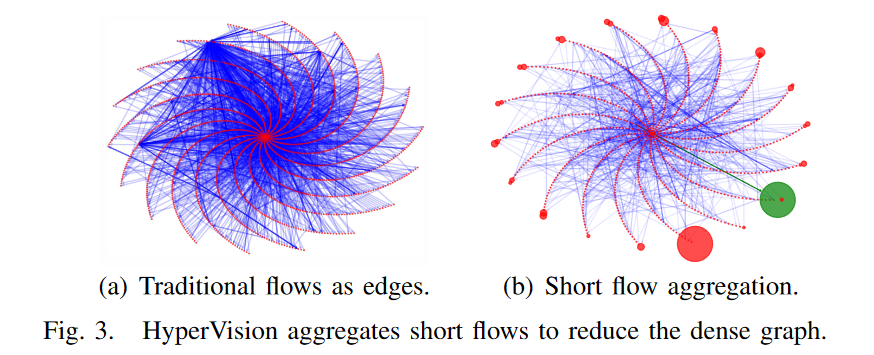 (a) Traditional flows as edges.
(b) Short flow aggregation.
Fig. 3. HyperVision aggregates short flows to reduce the dense graph.